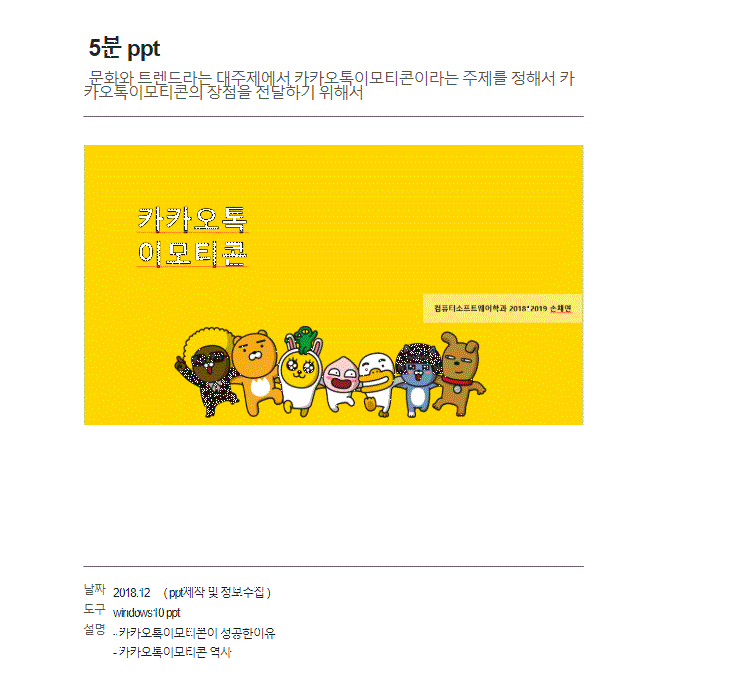 5분 ppt
문화와 트렌드라는 대주제에서 카카오톡이모티콘이라는 주제를 정해서 카
카오톡이모티콘의 장점을 전달하기 위해서
카카오톡
이모티콘
컴퓨터소프트웨어학과 2018*2019 손채연
날짜 2018.12 ( ppt제작 및 정보수집 )
도구 windows10 ppt
설명 - 카카오톡이모티콘이 성공한이유
- 카카오톡이모티콘 역사